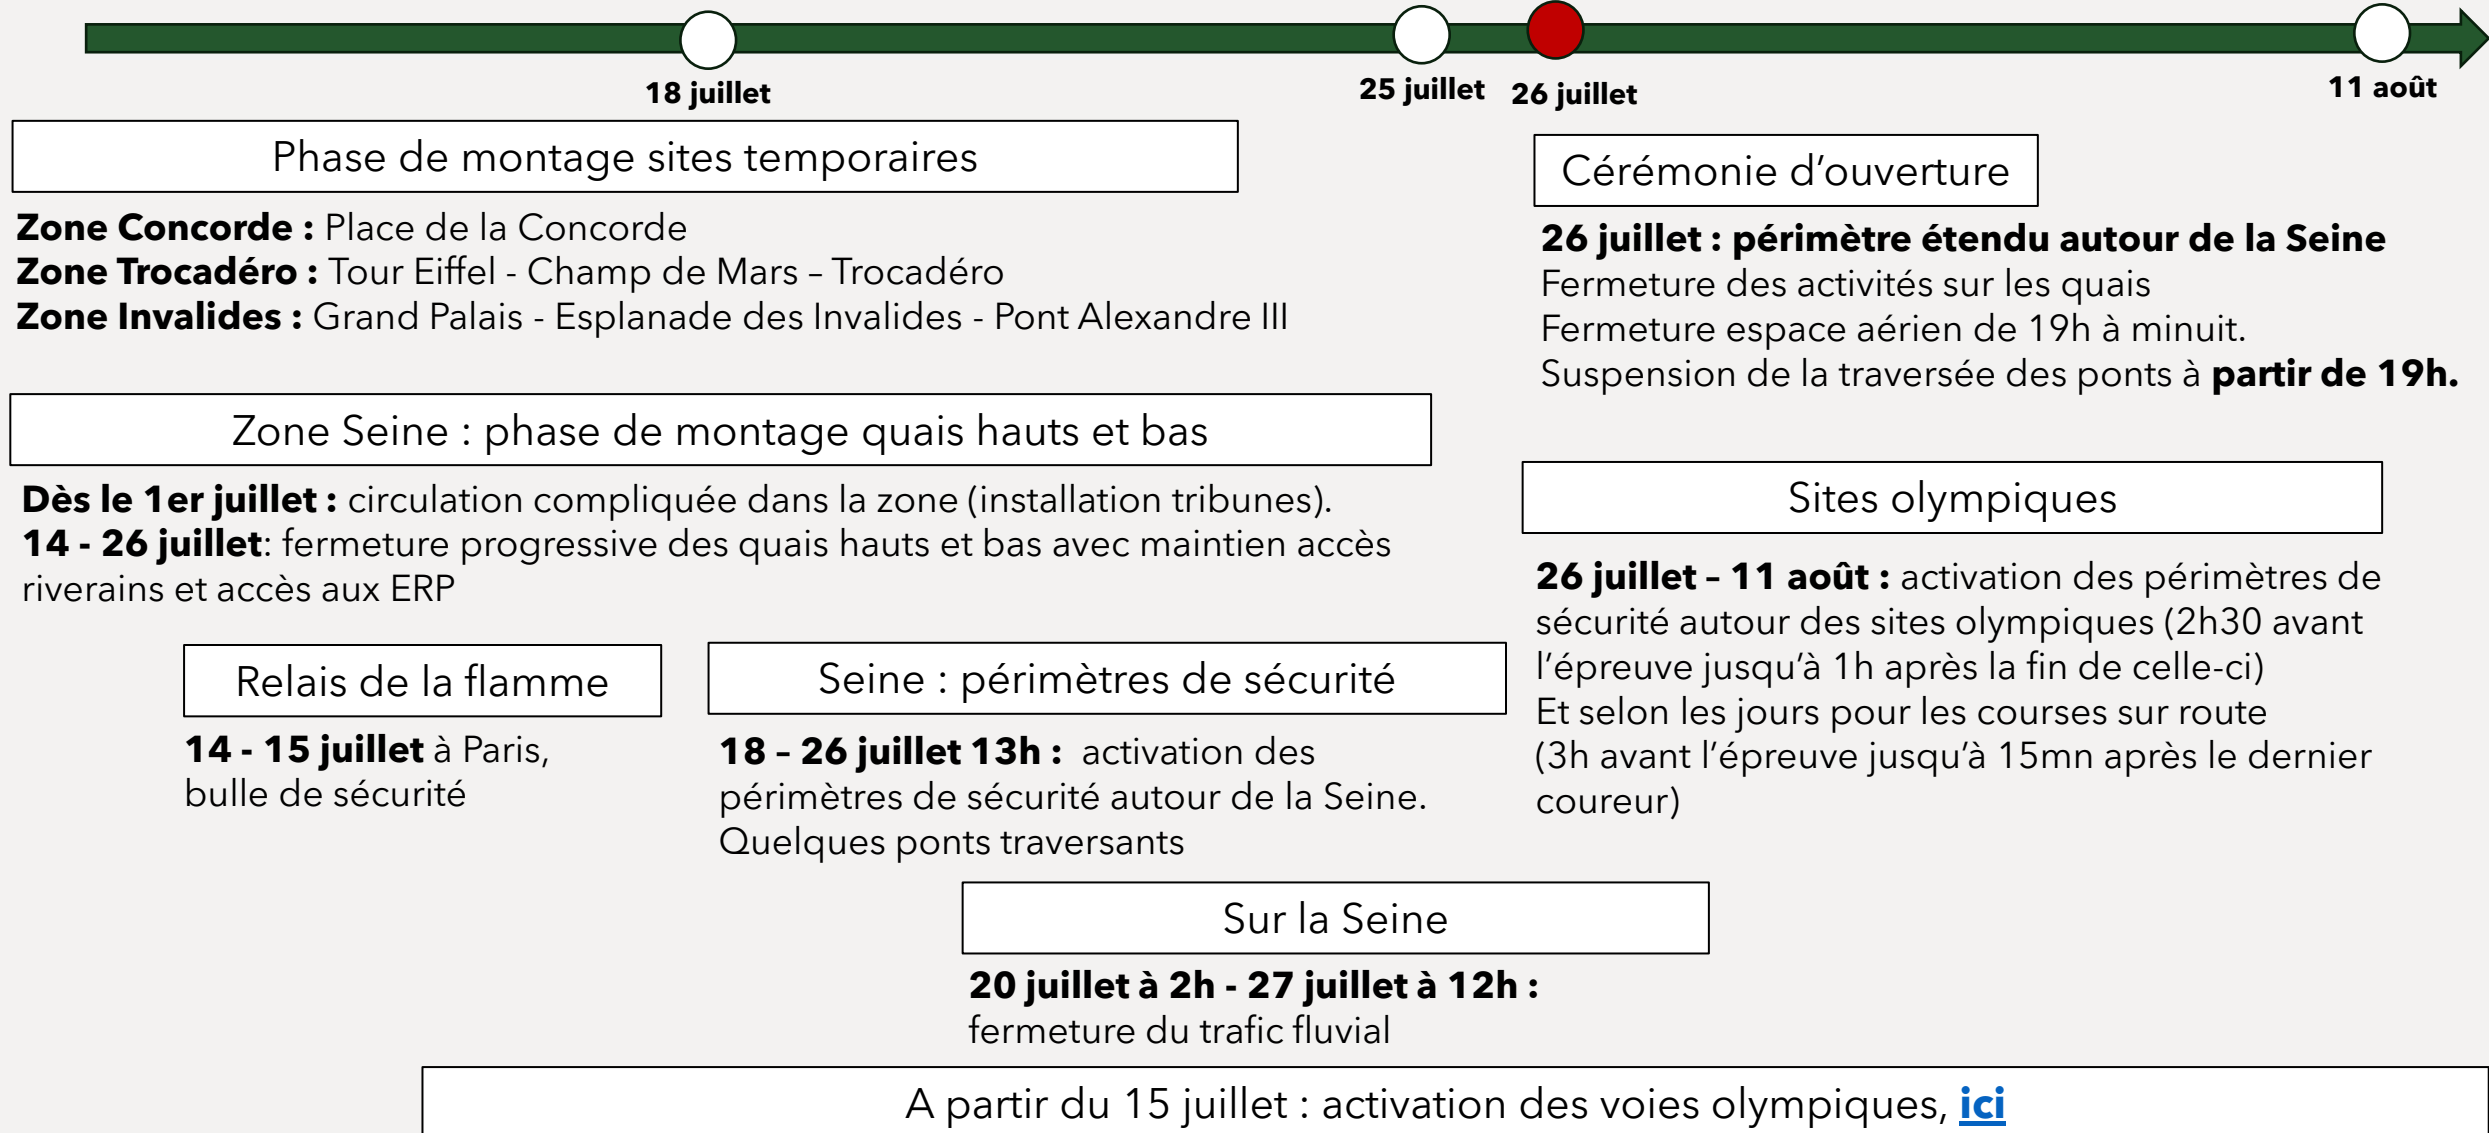 18 juillet
25 juillet
26 juillet
11 août
Phase de montage sites temporaires
Zone Concorde : Place de la Concorde
Zone Trocadéro : Tour Eiffel - Champ de Mars – Trocadéro
Zone Invalides : Grand Palais - Esplanade des Invalides - Pont Alexandre III
Zone Seine : phase de montage quais hauts et bas
Dès le 1er juillet : circulation compliquée dans la zone (installation tribunes).
14 - 26 juillet: fermeture progressive des quais hauts et bas avec maintien accès
riverains et accès aux ERP
Relais de la flamme
14 - 15 juillet à Paris,
bulle de sécurité
Seine : périmètres de sécurité
18 – 26 juillet 13h : activation des
périmètres de sécurité autour de la Seine.
Quelques ponts traversants
Cérémonie d’ouverture
26 juillet : périmètre étendu autour de la Seine
Fermeture des activités sur les quais
Fermeture espace aérien de 19h à minuit.
Suspension de la traversée des ponts à partir de 19h.
Sites olympiques
26 juillet – 11 août : activation des périmètres de
sécurité autour des sites olympiques (2h30 avant
l’épreuve jusqu’à 1h après la fin de celle-ci)
Et selon les jours pour les courses sur route
(3h avant l’épreuve jusqu’à 15mn après le dernier
coureur)
Sur la Seine
20 juillet à 2h - 27 juillet à 12h :
fermeture du trafic fluvial
A partir du 15 juillet : activation des voies olympiques, ici